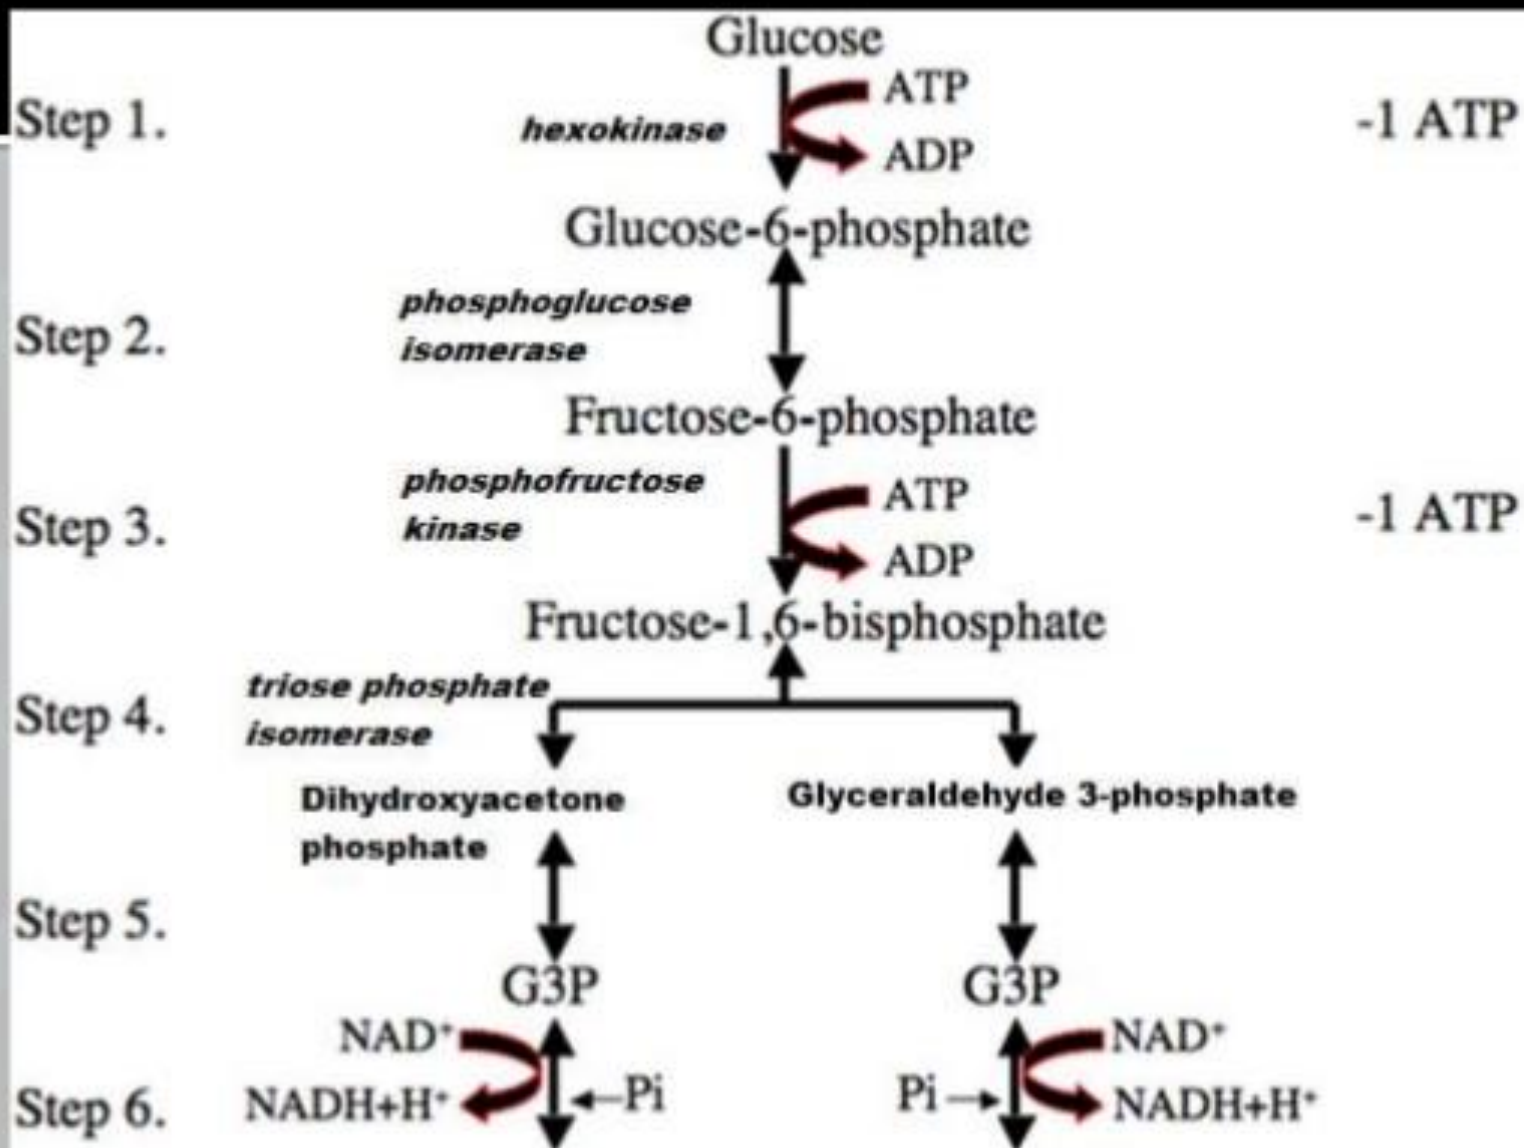 Glucose
ATP
Step 1.
hexokinase
-1 ATP
ADP
Glucose-6-phosphate
phosphoglucose
isomerase
Step 2.
Fructose-6-phosphate
phosphofructose
kinase
ATP
Step 3.
-1 ATP
ADP
Fructose-1,6-bisphosphate
triose phosphate
isomerase
Step 4.
Dihydroxyacetone
phosphate
Glyceraldehyde 3-phosphate
Step 5.
G3P G3P
NAD⁺ NAD⁺
Step 6. NADH+H⁺ Pi Pi NADH+H⁺